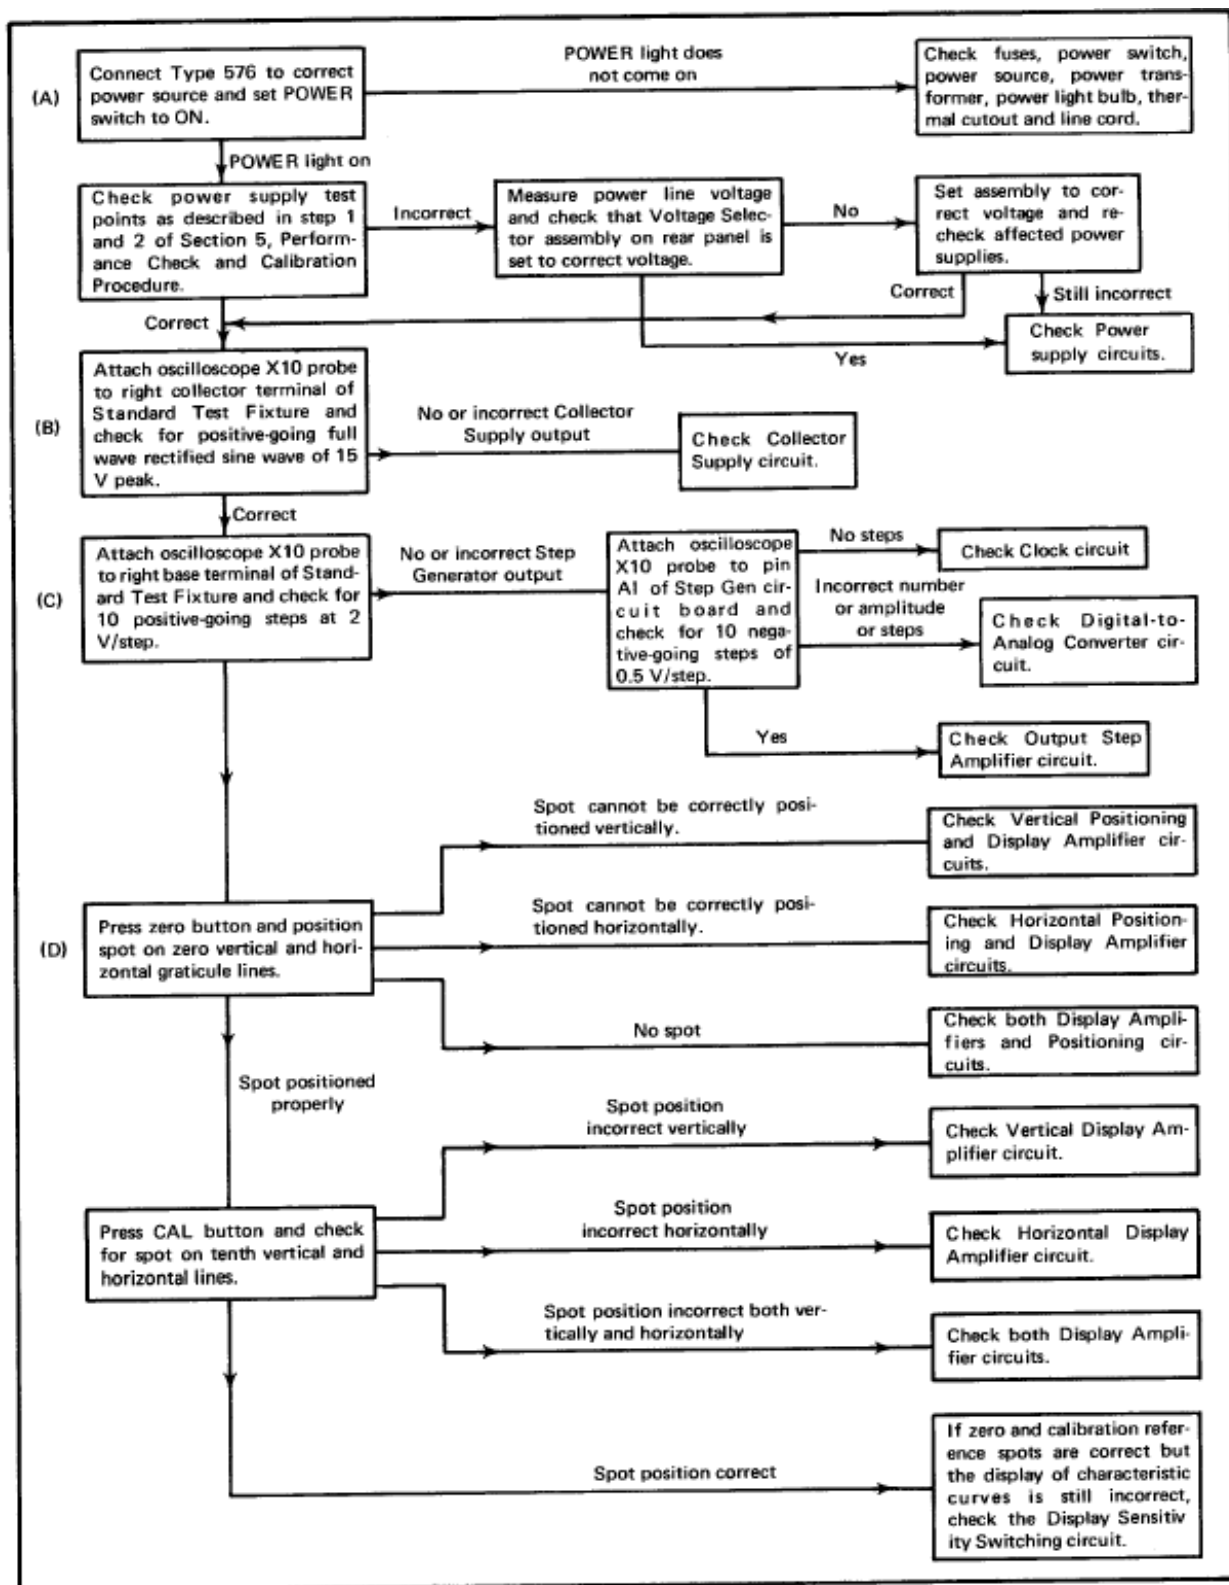 (A)
Connect Type 576 to correct
power source and set POWER
switch to ON.
POWER light does
not come on
Check fuses, power switch,
power source, power trans-
former, power light bulb, ther-
mal cutout and line cord.
POWER light on
Check power supply test
points as described in step 1
and 2 of Section 5, Perform-
ance Check and Calibration
Procedure.
Incorrect
Measure power line voltage
and check that Voltage Selec-
tor assembly on rear panel is
set to correct voltage.
No
Set assembly to cor-
rect voltage and re-
check affected power
supplies.
Correct
Still incorrect
Correct
Yes
Check Power
supply circuits.
(B)
Attach oscilloscope X10 probe
to right collector terminal of
Standard Test Fixture and
check for positive-going full
wave rectified sine wave of 15
V peak.
No or incorrect Collector
Supply output
Check Collector
Supply circuit.
Correct
(C)
Attach oscilloscope X10 probe
to right base terminal of Stand-
ard Test Fixture and check for
10 positive-going steps at 2
V/step.
No or incorrect Step
Generator output
Attach oscilloscope
X10 probe to pin
AI of Step Gen cir-
cuit board and
check for 10 nega-
tive-going steps of
0.5 V/step.
No steps
Check Clock circuit
Incorrect number
or amplitude
or steps
Check Digital-to-
Analog Converter cir-
cuit.
Yes
Check Output Step
Amplifier circuit.
(D)
Press zero button and position
spot on zero vertical and hori-
zontal graticule lines.
Spot cannot be correctly posi-
tioned vertically.
Check Vertical Positioning
and Display Amplifier cir-
cuits.
Spot cannot be correctly posi-
tioned horizontally.
Check Horizontal Position-
ing and Display Amplifier
circuits.
No spot
Check both Display Ampli-
fiers and Positioning cir-
cuits.
Spot positioned
properly
Press CAL button and check
for spot on tenth vertical and
horizontal lines.
Spot position
incorrect vertically
Check Vertical Display Am-
plifier circuit.
Spot position
incorrect horizontally
Check Horizontal Display
Amplifier circuit.
Spot position incorrect both ver-
tically and horizontally
Check both Display Ampli-
fier circuits.
Spot position correct
If zero and calibration refer-
ence spots are correct but
the display of characteristic
curves is still incorrect,
check the Display Sensitiv
ity Switching circuit.